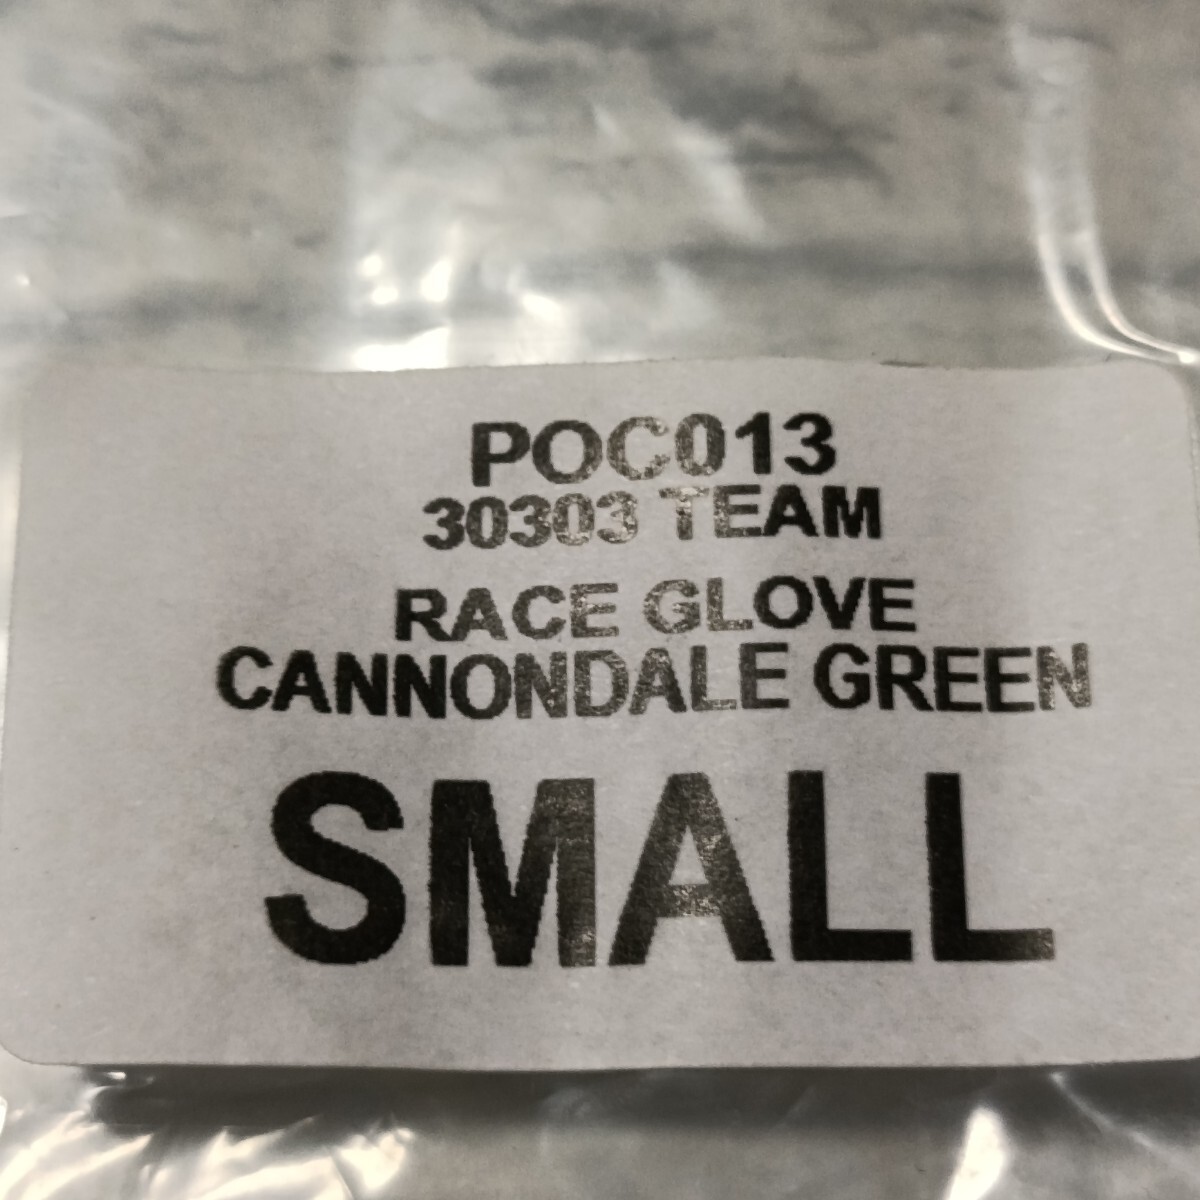 POC013
30303 TEAM
RACE GLOVE
CANNONDALE GREEN
SMALL